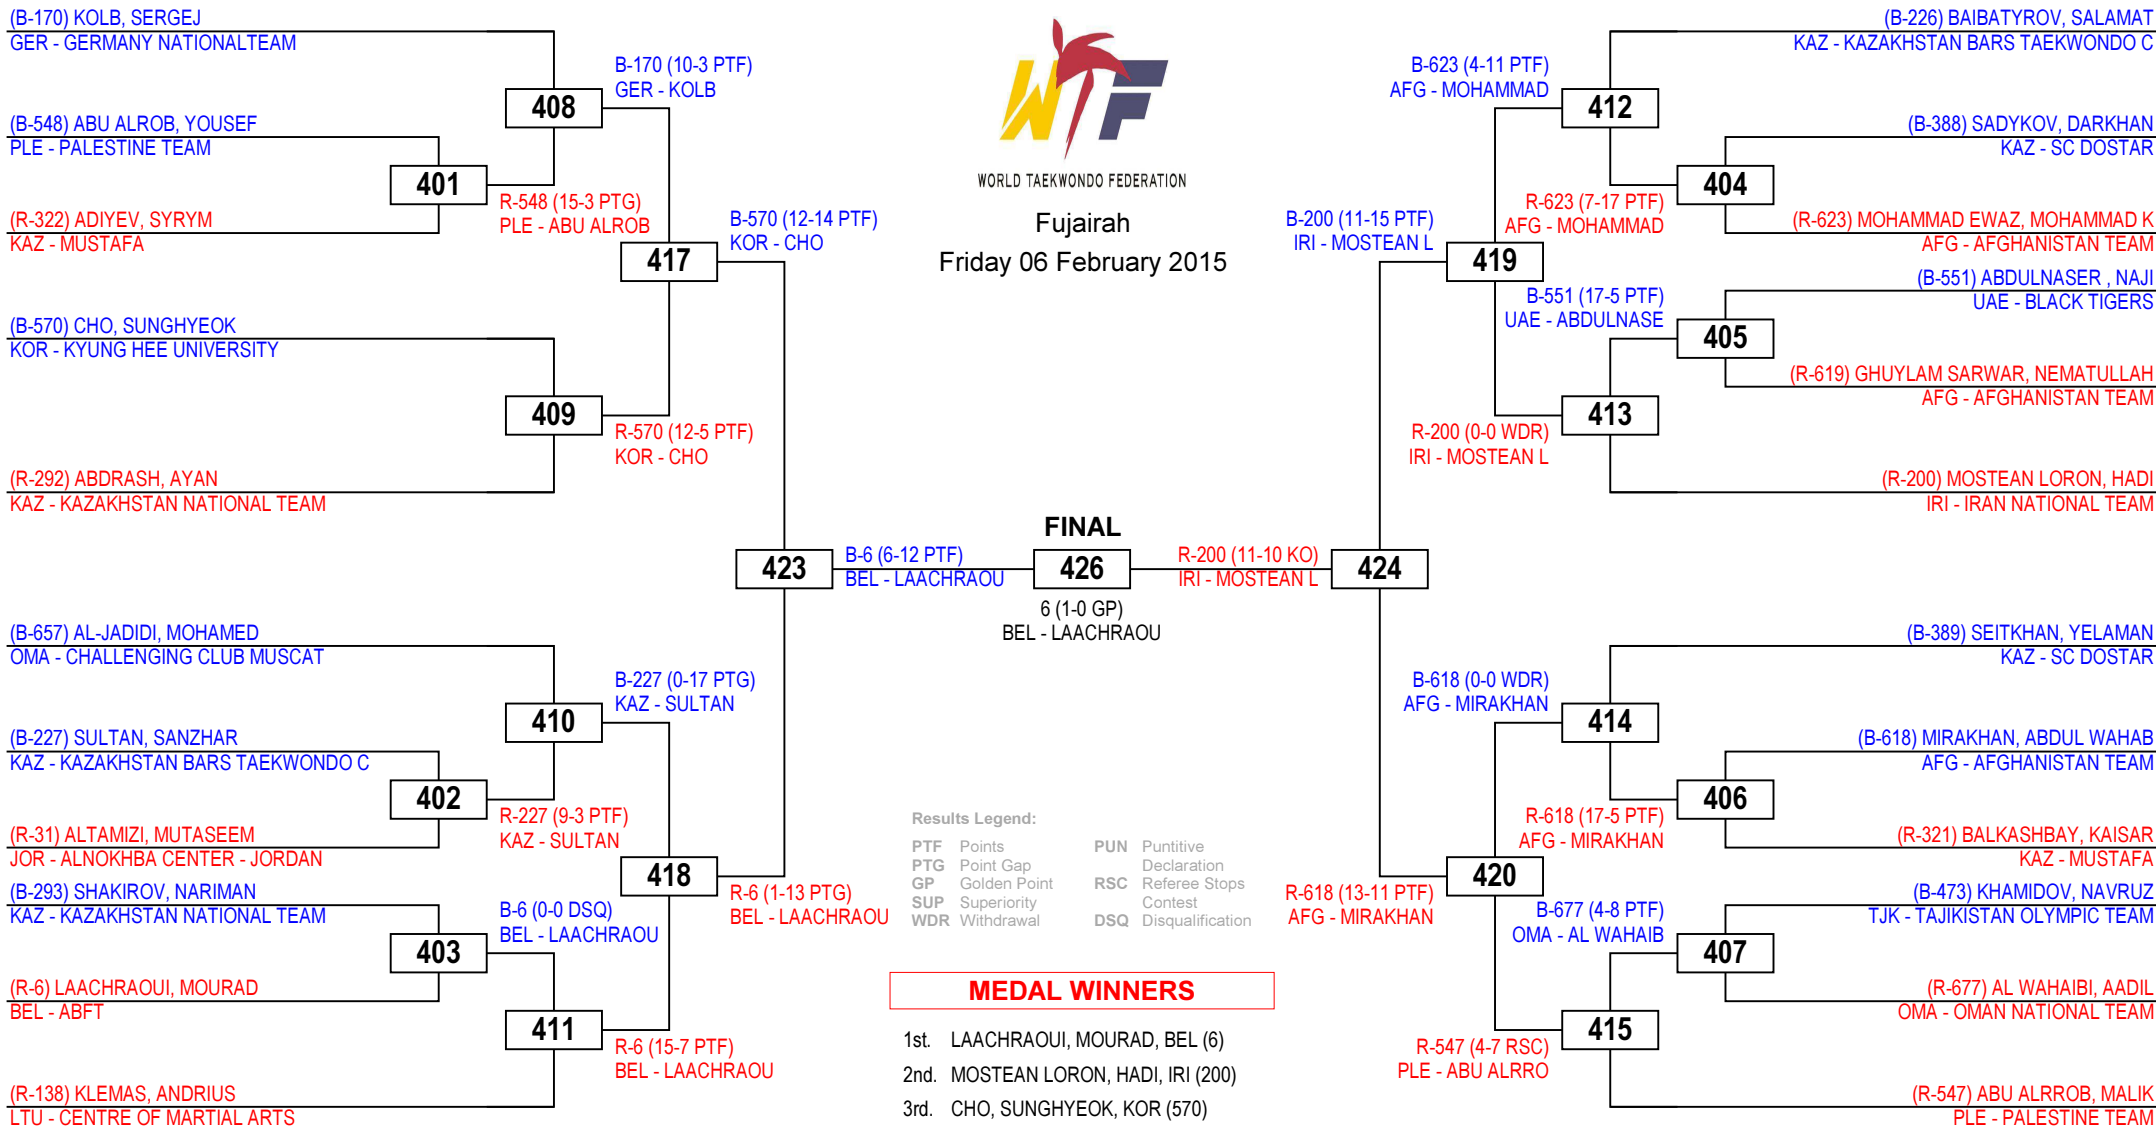 (B-170) KOLB, SERGEJ
GER - GERMANY NATIONALTEAM
B-170 (10-3 PTF)
GER - KOLB
408
(B-548) ABU ALROB, YOUSEF
PLE - PALESTINE TEAM
401
R-548 (15-3 PTG)
PLE - ABU ALROB
(R-322) ADIYEV, SYRYM
KAZ - MUSTAFA
B-570 (12-14 PTF)
KOR - CHO
417
(B-570) CHO, SUNGHYEOK
KOR - KYUNG HEE UNIVERSITY
409
R-570 (12-5 PTF)
KOR - CHO
(R-292) ABDRASH, AYAN
KAZ - KAZAKHSTAN NATIONAL TEAM
423
B-6 (6-12 PTF)
BEL - LAACHRAOU
(B-657) AL-JADIDI, MOHAMED
OMA - CHALLENGING CLUB MUSCAT
B-227 (0-17 PTG)
KAZ - SULTAN
410
(B-227) SULTAN, SANZHAR
KAZ - KAZAKHSTAN BARS TAEKWONDO C
402
R-227 (9-3 PTF)
KAZ - SULTAN
(R-31) ALTAMIZI, MUTASEEM
JOR - ALNOKHBA CENTER - JORDAN
418
R-6 (1-13 PTG)
BEL - LAACHRAOU
(B-293) SHAKIROV, NARIMAN
KAZ - KAZAKHSTAN NATIONAL TEAM
B-6 (0-0 DSQ)
BEL - LAACHRAOU
403
(R-6) LAACHRAOUI, MOURAD
BEL - ABFT
411
R-6 (15-7 PTF)
BEL - LAACHRAOU
(R-138) KLEMAS, ANDRIUS
LTU - CENTRE OF MARTIAL ARTS
WTF
WORLD TAEKWONDO FEDERATION
Fujairah
Friday 06 February 2015
FINAL
426
6 (1-0 GP)
BEL - LAACHRAOU
Results Legend:
PTF Points
PTG Point Gap
GP Golden Point
SUP Superiority
WDR Withdrawal
PUN Puntitive
Declaration
RSC Referee Stops
Contest
DSQ Disqualification
MEDAL WINNERS
1st. LAACHRAOUI, MOURAD, BEL (6)
2nd. MOSTEAN LORON, HADI, IRI (200)
3rd. CHO, SUNGHYEOK, KOR (570)
(B-226) BAIBATYROV, SALAMAT
KAZ - KAZAKHSTAN BARS TAEKWONDO C
B-623 (4-11 PTF)
AFG - MOHAMMAD
412
(B-388) SADYKOV, DARKHAN
KAZ - SC DOSTAR
404
R-623 (7-17 PTF)
AFG - MOHAMMAD
(R-623) MOHAMMAD EWAZ, MOHAMMAD K
AFG - AFGHANISTAN TEAM
B-200 (11-15 PTF)
IRI - MOSTEAN L
419
(B-551) ABDULNASER , NAJI
UAE - BLACK TIGERS
B-551 (17-5 PTF)
UAE - ABDULNASE
405
(R-619) GHUYLAM SARWAR, NEMATULLAH
AFG - AFGHANISTAN TEAM
413
R-200 (0-0 WDR)
IRI - MOSTEAN L
(R-200) MOSTEAN LORON, HADI
IRI - IRAN NATIONAL TEAM
R-200 (11-10 KO)
IRI - MOSTEAN L
424
(B-389) SEITKHAN, YELAMAN
KAZ - SC DOSTAR
B-618 (0-0 WDR)
AFG - MIRAKHAN
414
(B-618) MIRAKHAN, ABDUL WAHAB
AFG - AFGHANISTAN TEAM
406
R-618 (17-5 PTF)
AFG - MIRAKHAN
(R-321) BALKASHBAY, KAISAR
KAZ - MUSTAFA
420
R-618 (13-11 PTF)
AFG - MIRAKHAN
(B-473) KHAMIDOV, NAVRUZ
TJK - TAJIKISTAN OLYMPIC TEAM
B-677 (4-8 PTF)
OMA - AL WAHAIB
407
(R-677) AL WAHAIBI, AADIL
OMA - OMAN NATIONAL TEAM
415
R-547 (4-7 RSC)
PLE - ABU ALRRO
(R-547) ABU ALRROB, MALIK
PLE - PALESTINE TEAM